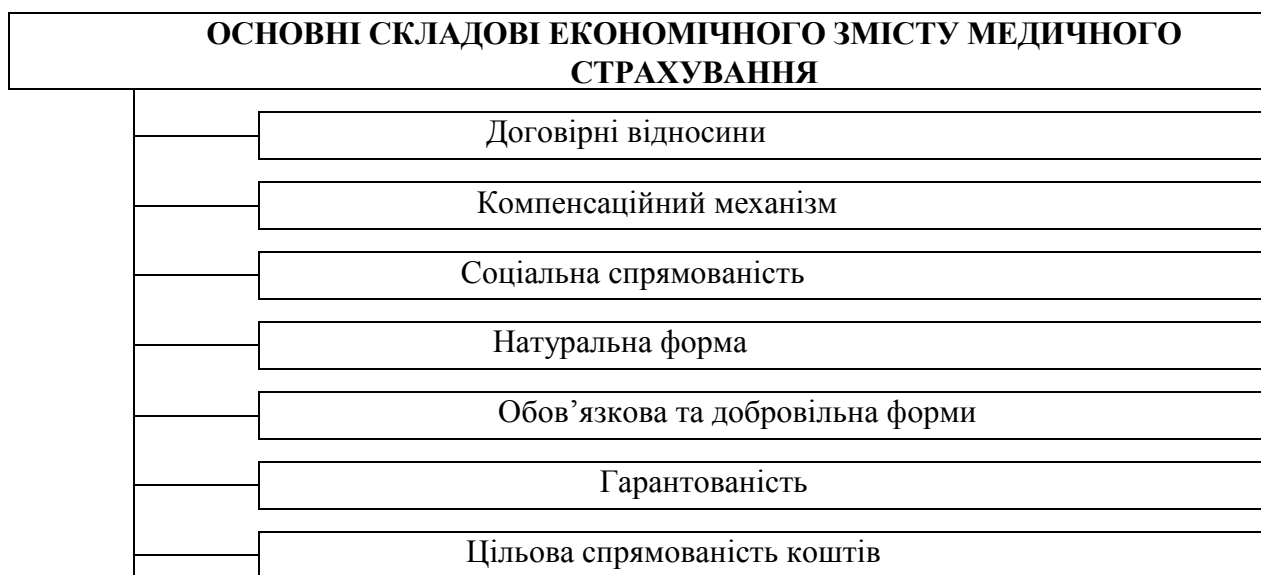 ОСНОВНІ СКЛАДОВІ ЕКОНОМІЧНОГО ЗМІСТУ МЕДИЧНОГО
СТРАХУВАННЯ
Договірні відносини
Компенсаційний механізм
Соціальна спрямованість
Натуральна форма
Обов’язкова та добровільна форми
Гарантованість
Цільова спрямованість коштів